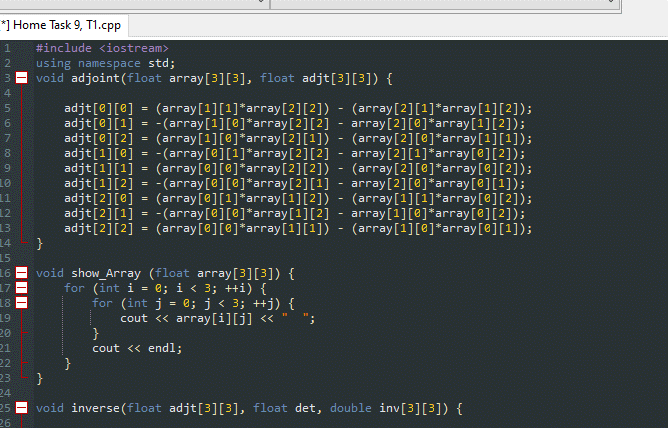 [*] Home Task 9, T1.cpp
1 #include <iostream>
2 using namespace std;
3 void adjoint(float array[3][3], float adjt[3][3]) {
4
5 adjt[0][0] = (array[1][1]*array[2][2]) - (array[2][1]*array[1][2]);
6 adjt[0][1] = -(array[1][0]*array[2][2] - array[2][0]*array[1][2]);
7 adjt[0][2] = (array[1][0]*array[2][1]) - (array[2][0]*array[1][1]);
8 adjt[1][0] = -(array[0][1]*array[2][2] - array[2][1]*array[0][2]);
9 adjt[1][1] = (array[0][0]*array[2][2]) - (array[2][0]*array[0][2]);
10 adjt[1][2] = -(array[0][0]*array[2][1] - array[2][0]*array[0][1]);
11 adjt[2][0] = (array[0][1]*array[1][2]) - (array[1][1]*array[0][2]);
12 adjt[2][1] = -(array[0][0]*array[1][2] - array[1][0]*array[0][2]);
13 adjt[2][2] = (array[0][0]*array[1][1]) - (array[1][0]*array[0][1]);
14 }
15
16 void show_Array (float array[3][3]) {
17 for (int i = 0; i < 3; ++i) {
18 for (int j = 0; j < 3; ++j) {
19 cout << array[i][j] << "  ";
20 }
21 cout << endl;
22 }
23 }
24
25 void inverse(float adjt[3][3], float det, double inv[3][3]) {
26